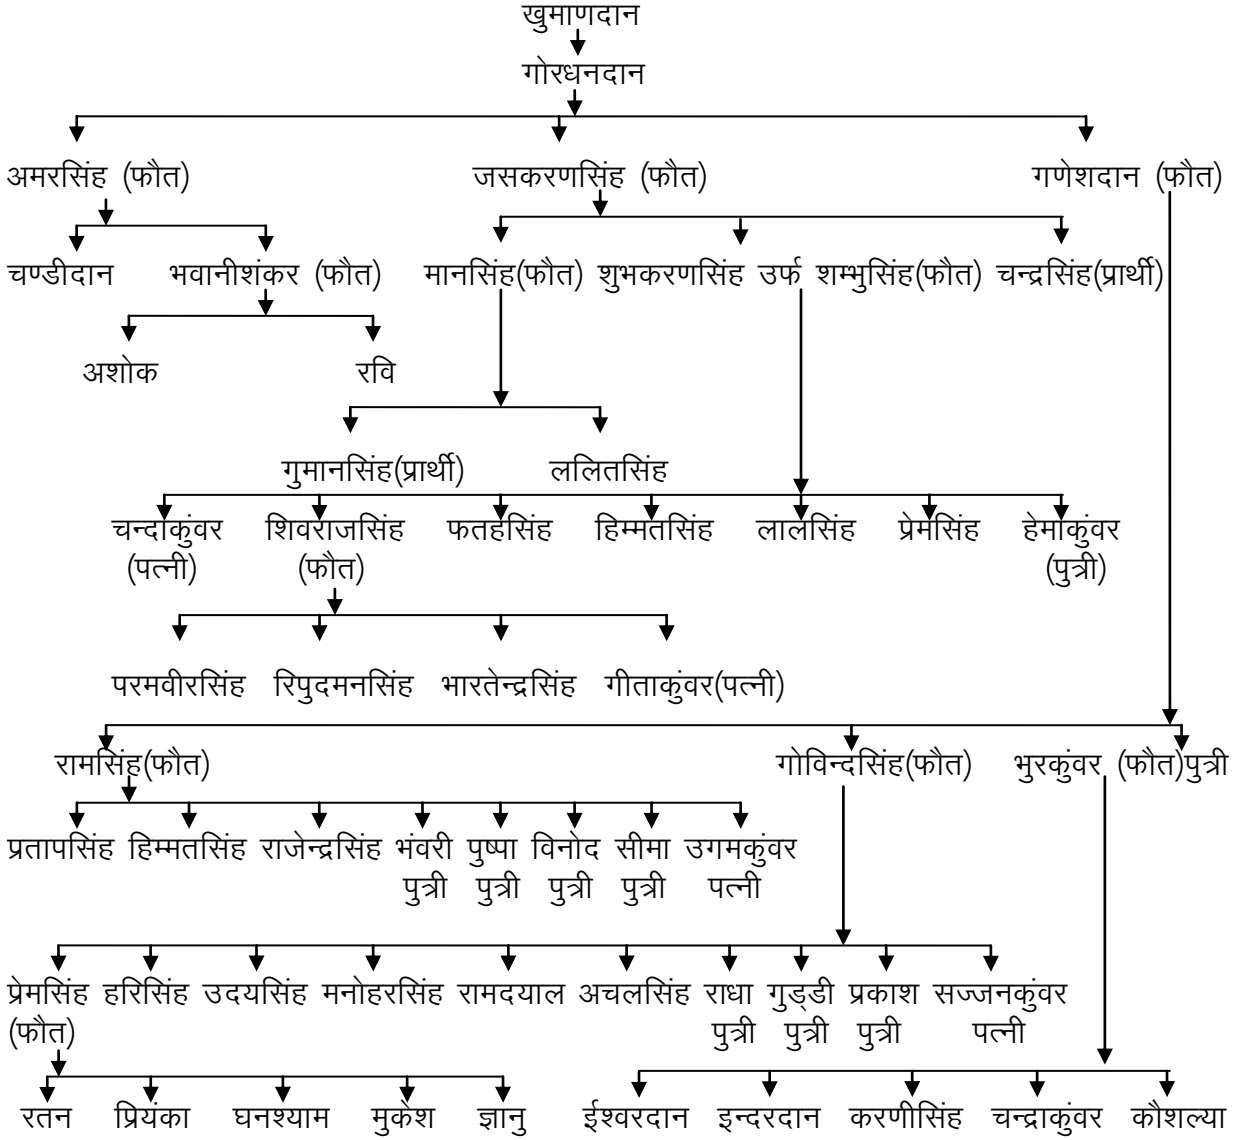 खुमाणदान
गोरधनदान
अमरसिंह (फौत) जसकरणसिंह (फौत) गणेशदान (फौत)
चण्डीदान भवानीशंकर (फौत) मानसिंह(फौत) शुभकरणसिंह उर्फ शम्भुसिंह(फौत) चन्द्रसिंह(प्रार्थी)
अशोक रवि
गुमानसिंह(प्रार्थी) ललितसिंह
चन्दाकुंवर शिवराजसिंह फतहसिंह हिम्मतसिंह लालसिंह प्रेमसिंह हेमाकुंवर
(पत्नी) (फौत) (पुत्री)
परमवीरसिंह रिपुदमनसिंह भारतेन्द्रसिंह गीताकुंवर(पत्नी)
रामसिंह(फौत) गोविन्दसिंह(फौत) भुरकुंवर (फौत)पुत्री
प्रतापसिंह हिम्मतसिंह राजेन्द्रसिंह भंवरी पुष्पा विनोद सीमा उगमकुंवर
पुत्री पुत्री पुत्री पुत्री पत्नी
प्रेमसिंह हरिसिंह उदयसिंह मनोहरसिंह रामदयाल अचलसिंह राधा गुड्डी प्रकाश सज्जनकुंवर
(फौत) पुत्री पुत्री पुत्री पत्नी
रतन प्रियंका घनश्याम मुकेश ज्ञानु ईश्वरदान इन्दरदान करणीसिंह चन्द्राकुंवर कौशल्या